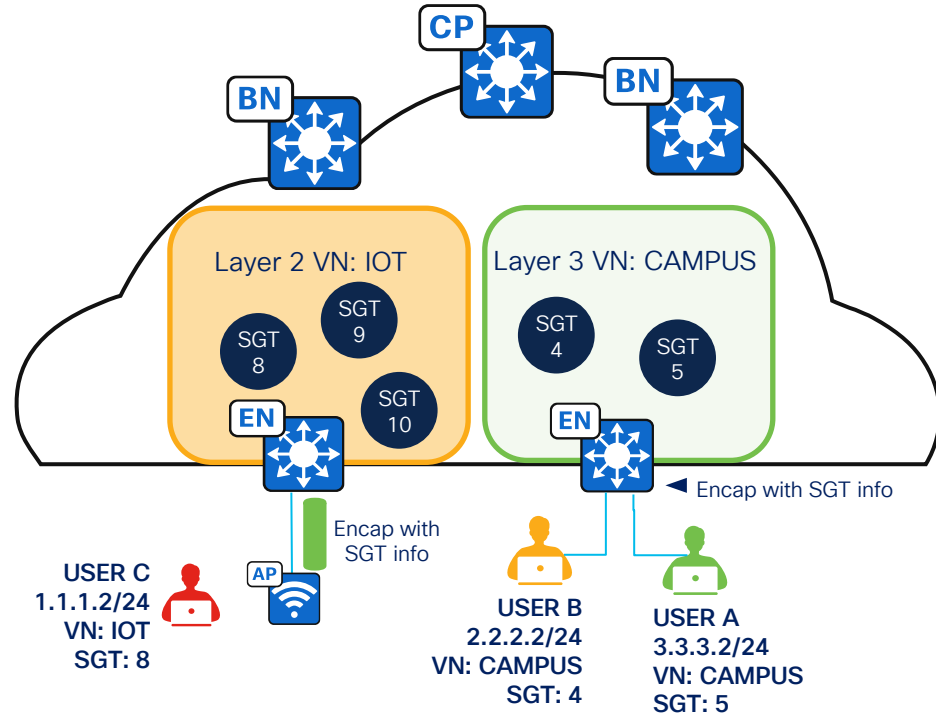 CP
BN
BN
Layer 2 VN: IOT
Layer 3 VN: CAMPUS
SGT
9
SGT
8
SGT
10
SGT
4
SGT
5
EN
EN
Encap with SGT info
Encap with
SGT info
AP
USER C
1.1.1.2/24
VN: IOT
SGT: 8
USER B
2.2.2.2/24
VN: CAMPUS
SGT: 4
USER A
3.3.3.2/24
VN: CAMPUS
SGT: 5